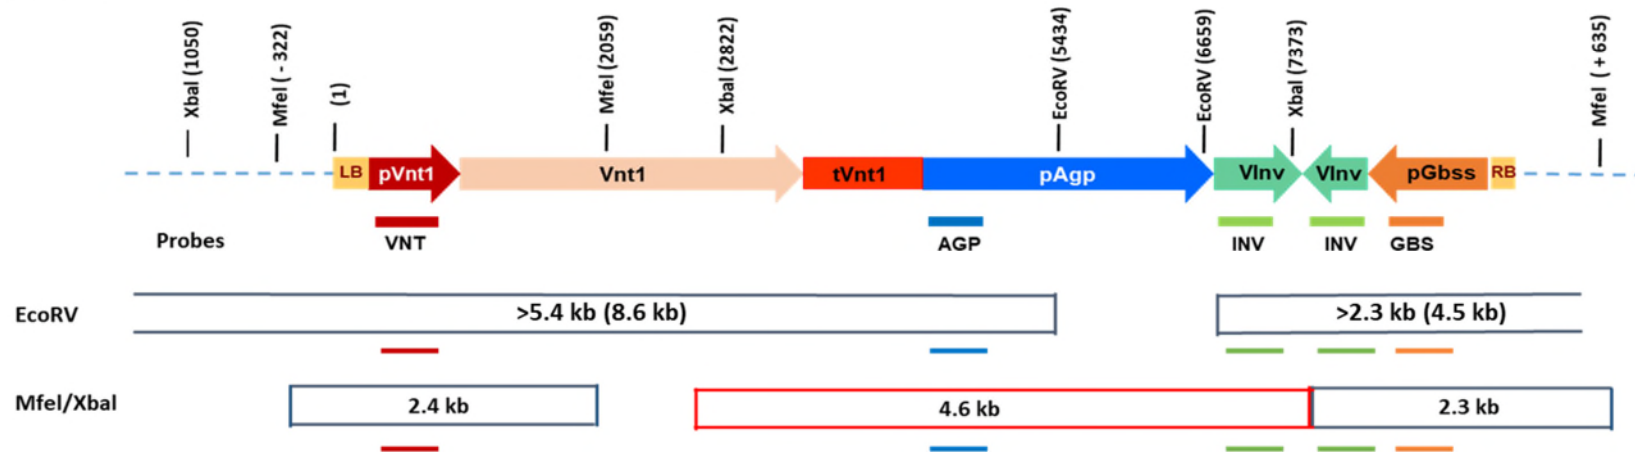 XbaI (1050)
MfeI ( - 322)
(1)
MfeI (2059)
XbaI (2822)
EcoRV (5434)
EcoRV (6659)
XbaI (7373)
MfeI ( + 635)
LB pVnt1 Vnt1 tVnt1 pAgp VInv VInv pGbss RB
Probes VNT AGP INV INV GBS
EcoRV >5.4 kb (8.6 kb) >2.3 kb (4.5 kb)
MfeI/XbaI 2.4 kb 4.6 kb 2.3 kb